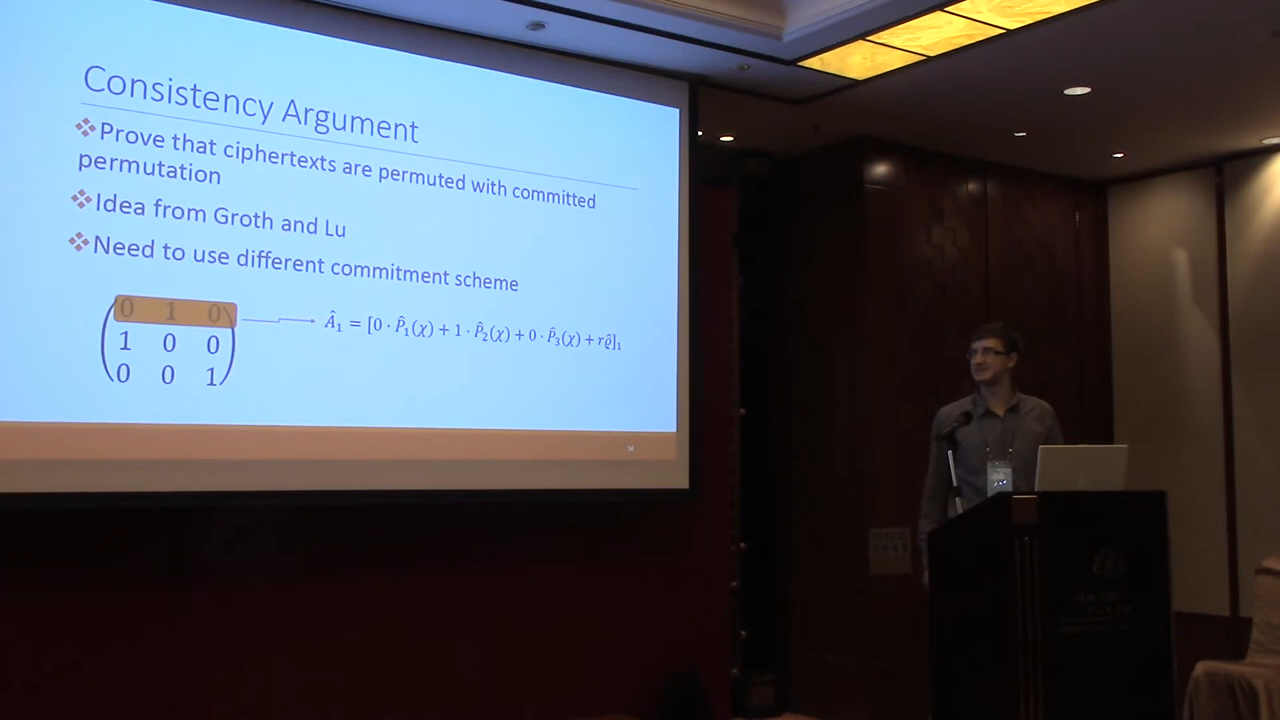 Consistency Argument
❖Prove that ciphertexts are permuted with committed
permutation
❖Idea from Groth and Lu
❖Need to use different commitment scheme
0 1 0
1 0 0
0 0 1
Â₁ = [0 · P̂₁(χ) + 1 · P̂₂(χ) + 0 · P̂₃(χ) + rϱ̂]₁